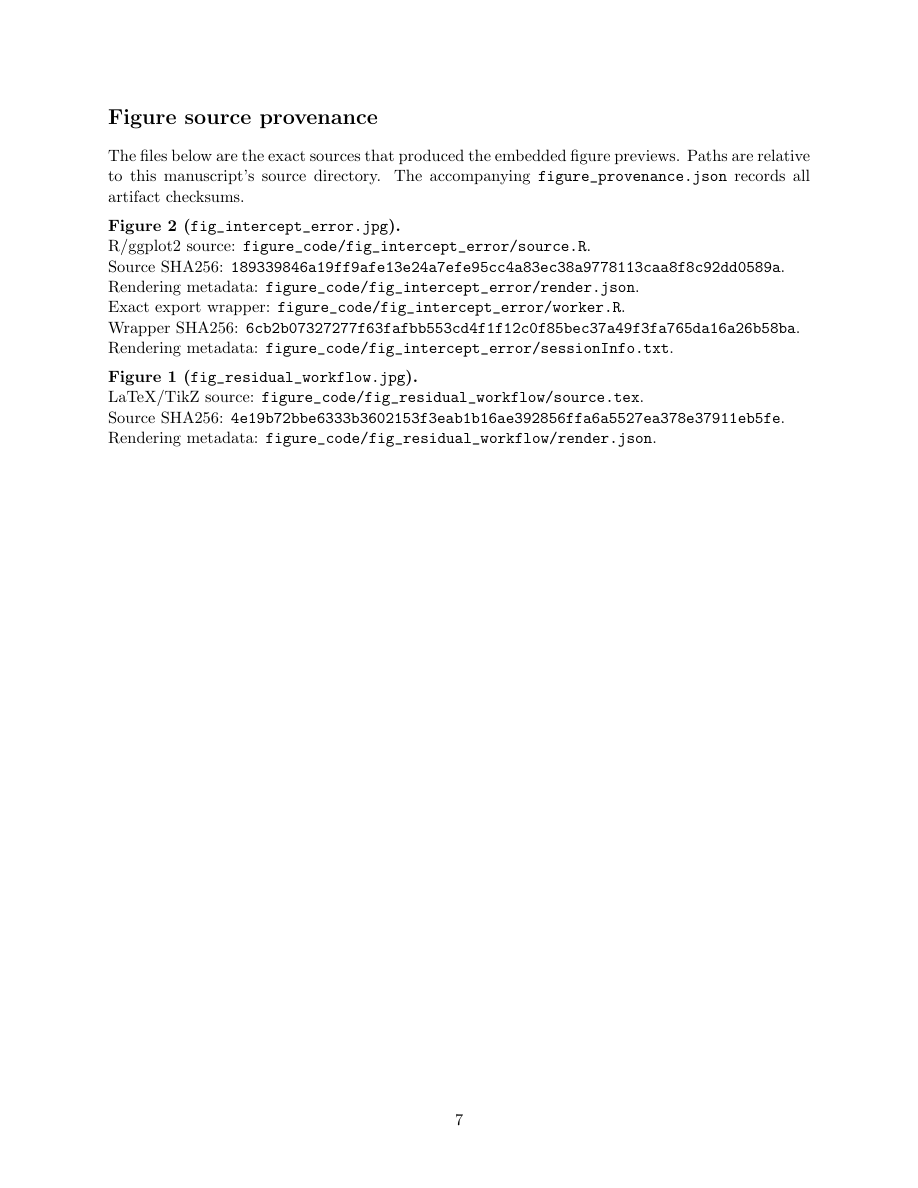 Figure source provenance
The files below are the exact sources that produced the embedded figure previews. Paths are relative
to this manuscript's source directory. The accompanying figure_provenance.json records all
artifact checksums.
Figure 2 (fig_intercept_error.jpg).
R/ggplot2 source: figure_code/fig_intercept_error/source.R.
Source SHA256: 189339846a19ff9afe13e24a7efe95cc4a83ec38a9778113caa8f8c92dd0589a.
Rendering metadata: figure_code/fig_intercept_error/render.json.
Exact export wrapper: figure_code/fig_intercept_error/worker.R.
Wrapper SHA256: 6cb2b07327277f63fafbb553cd4f1f12c0f85bec37a49f3fa765da16a26b58ba.
Rendering metadata: figure_code/fig_intercept_error/sessionInfo.txt.
Figure 1 (fig_residual_workflow.jpg).
LaTeX/TikZ source: figure_code/fig_residual_workflow/source.tex.
Source SHA256: 4e19b72bbe6333b3602153f3eab1b16ae392856ffa6a5527ea378e37911eb5fe.
Rendering metadata: figure_code/fig_residual_workflow/render.json.
7